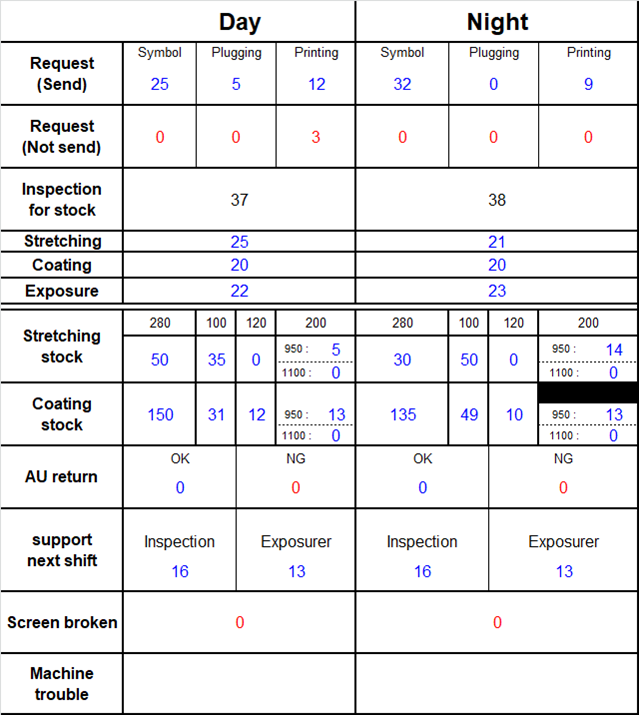 Day Night
Request
(Send)
Symbol Plugging Printing Symbol Plugging Printing
25 5 12 32 0 9
Request
(Not send)
0 0 3 0 0 0
Inspection
for stock
37 38
Stretching 25 21
Coating 20 20
Exposure 22 23
Stretching
stock
280 100 120 200 280 100 120 200
50 35 0 950 : 5 30 50 0 950 : 14
1100 : 0 1100 : 0
Coating
stock
150 31 12 950 : 13 135 49 10 950 : 13
1100 : 0 1100 : 0
AU return
OK NG OK NG
0 0 0 0
support
next shift
Inspection Exposurer Inspection Exposurer
16 13 16 13
Screen broken 0 0
Machine
trouble